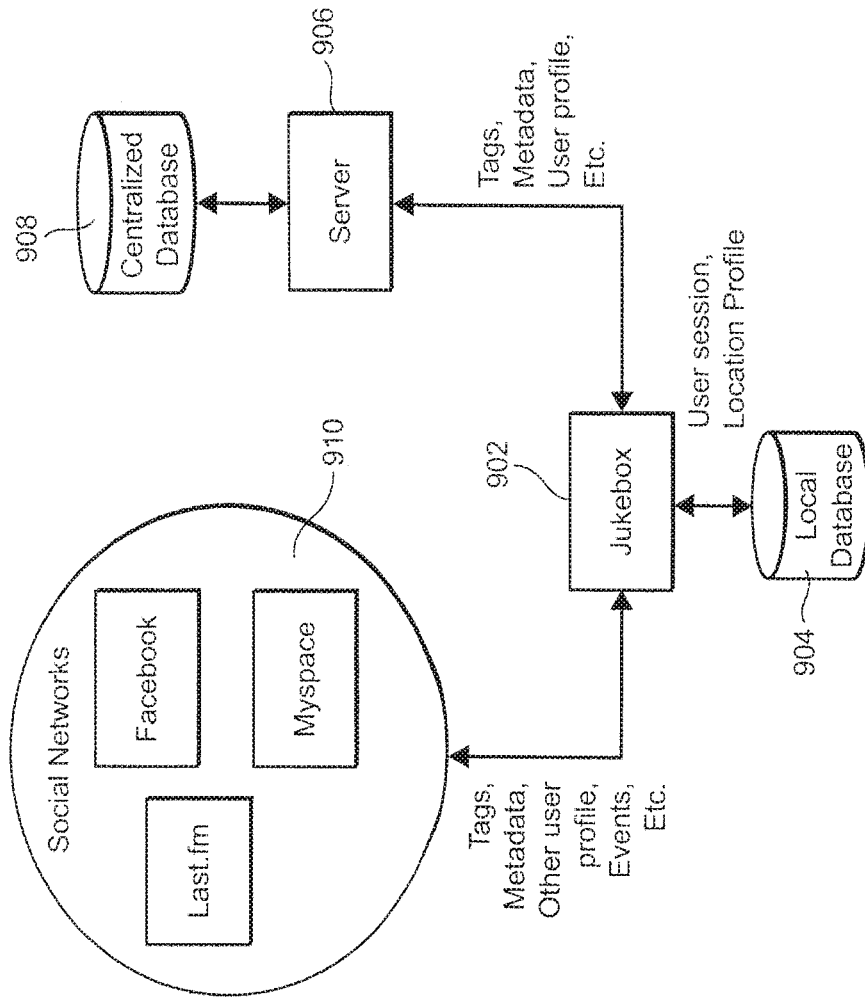 Social Networks
Last.fm
Facebook
Myspace
910
908
Centralized
Database
Server
906
Tags,
Metadata,
Other user
profile,
Events,
Etc.
902
Jukebox
Tags,
Metadata,
User profile,
Etc.
User session,
Location Profile
904
Local
Database